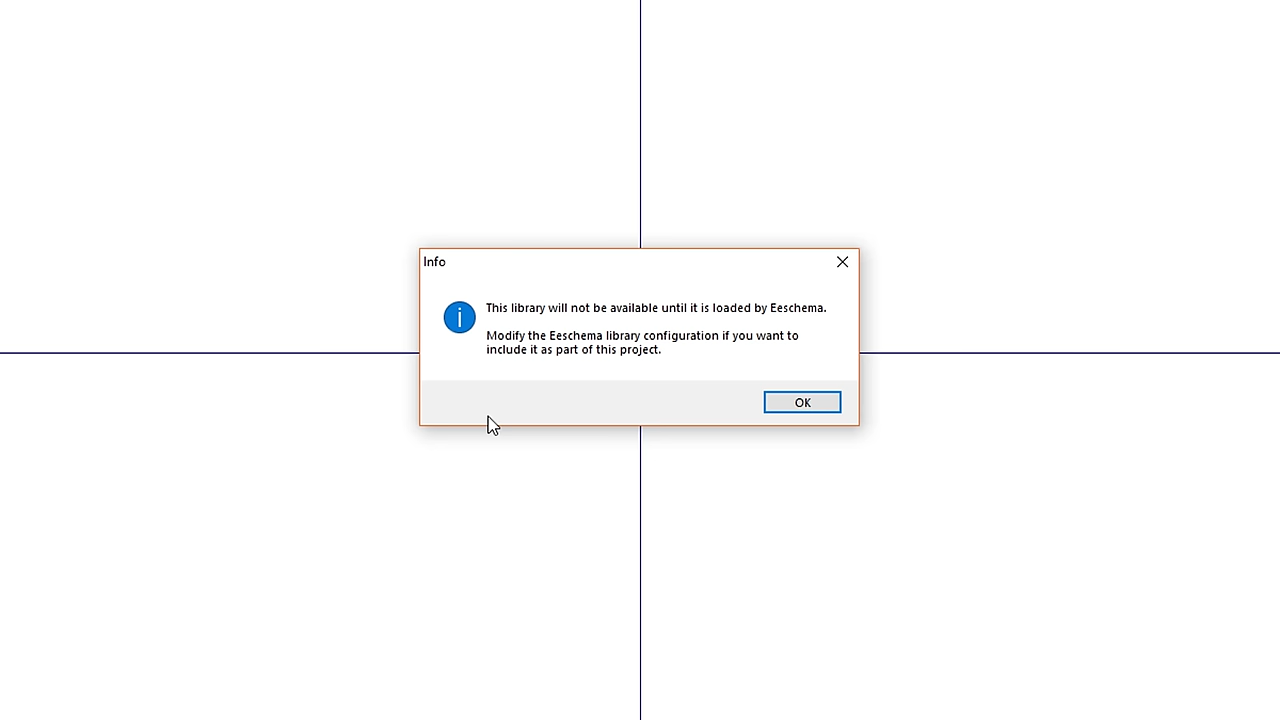 Info
This library will not be available until it is loaded by Eeschema.
Modify the Eeschema library configuration if you want to
include it as part of this project.
OK